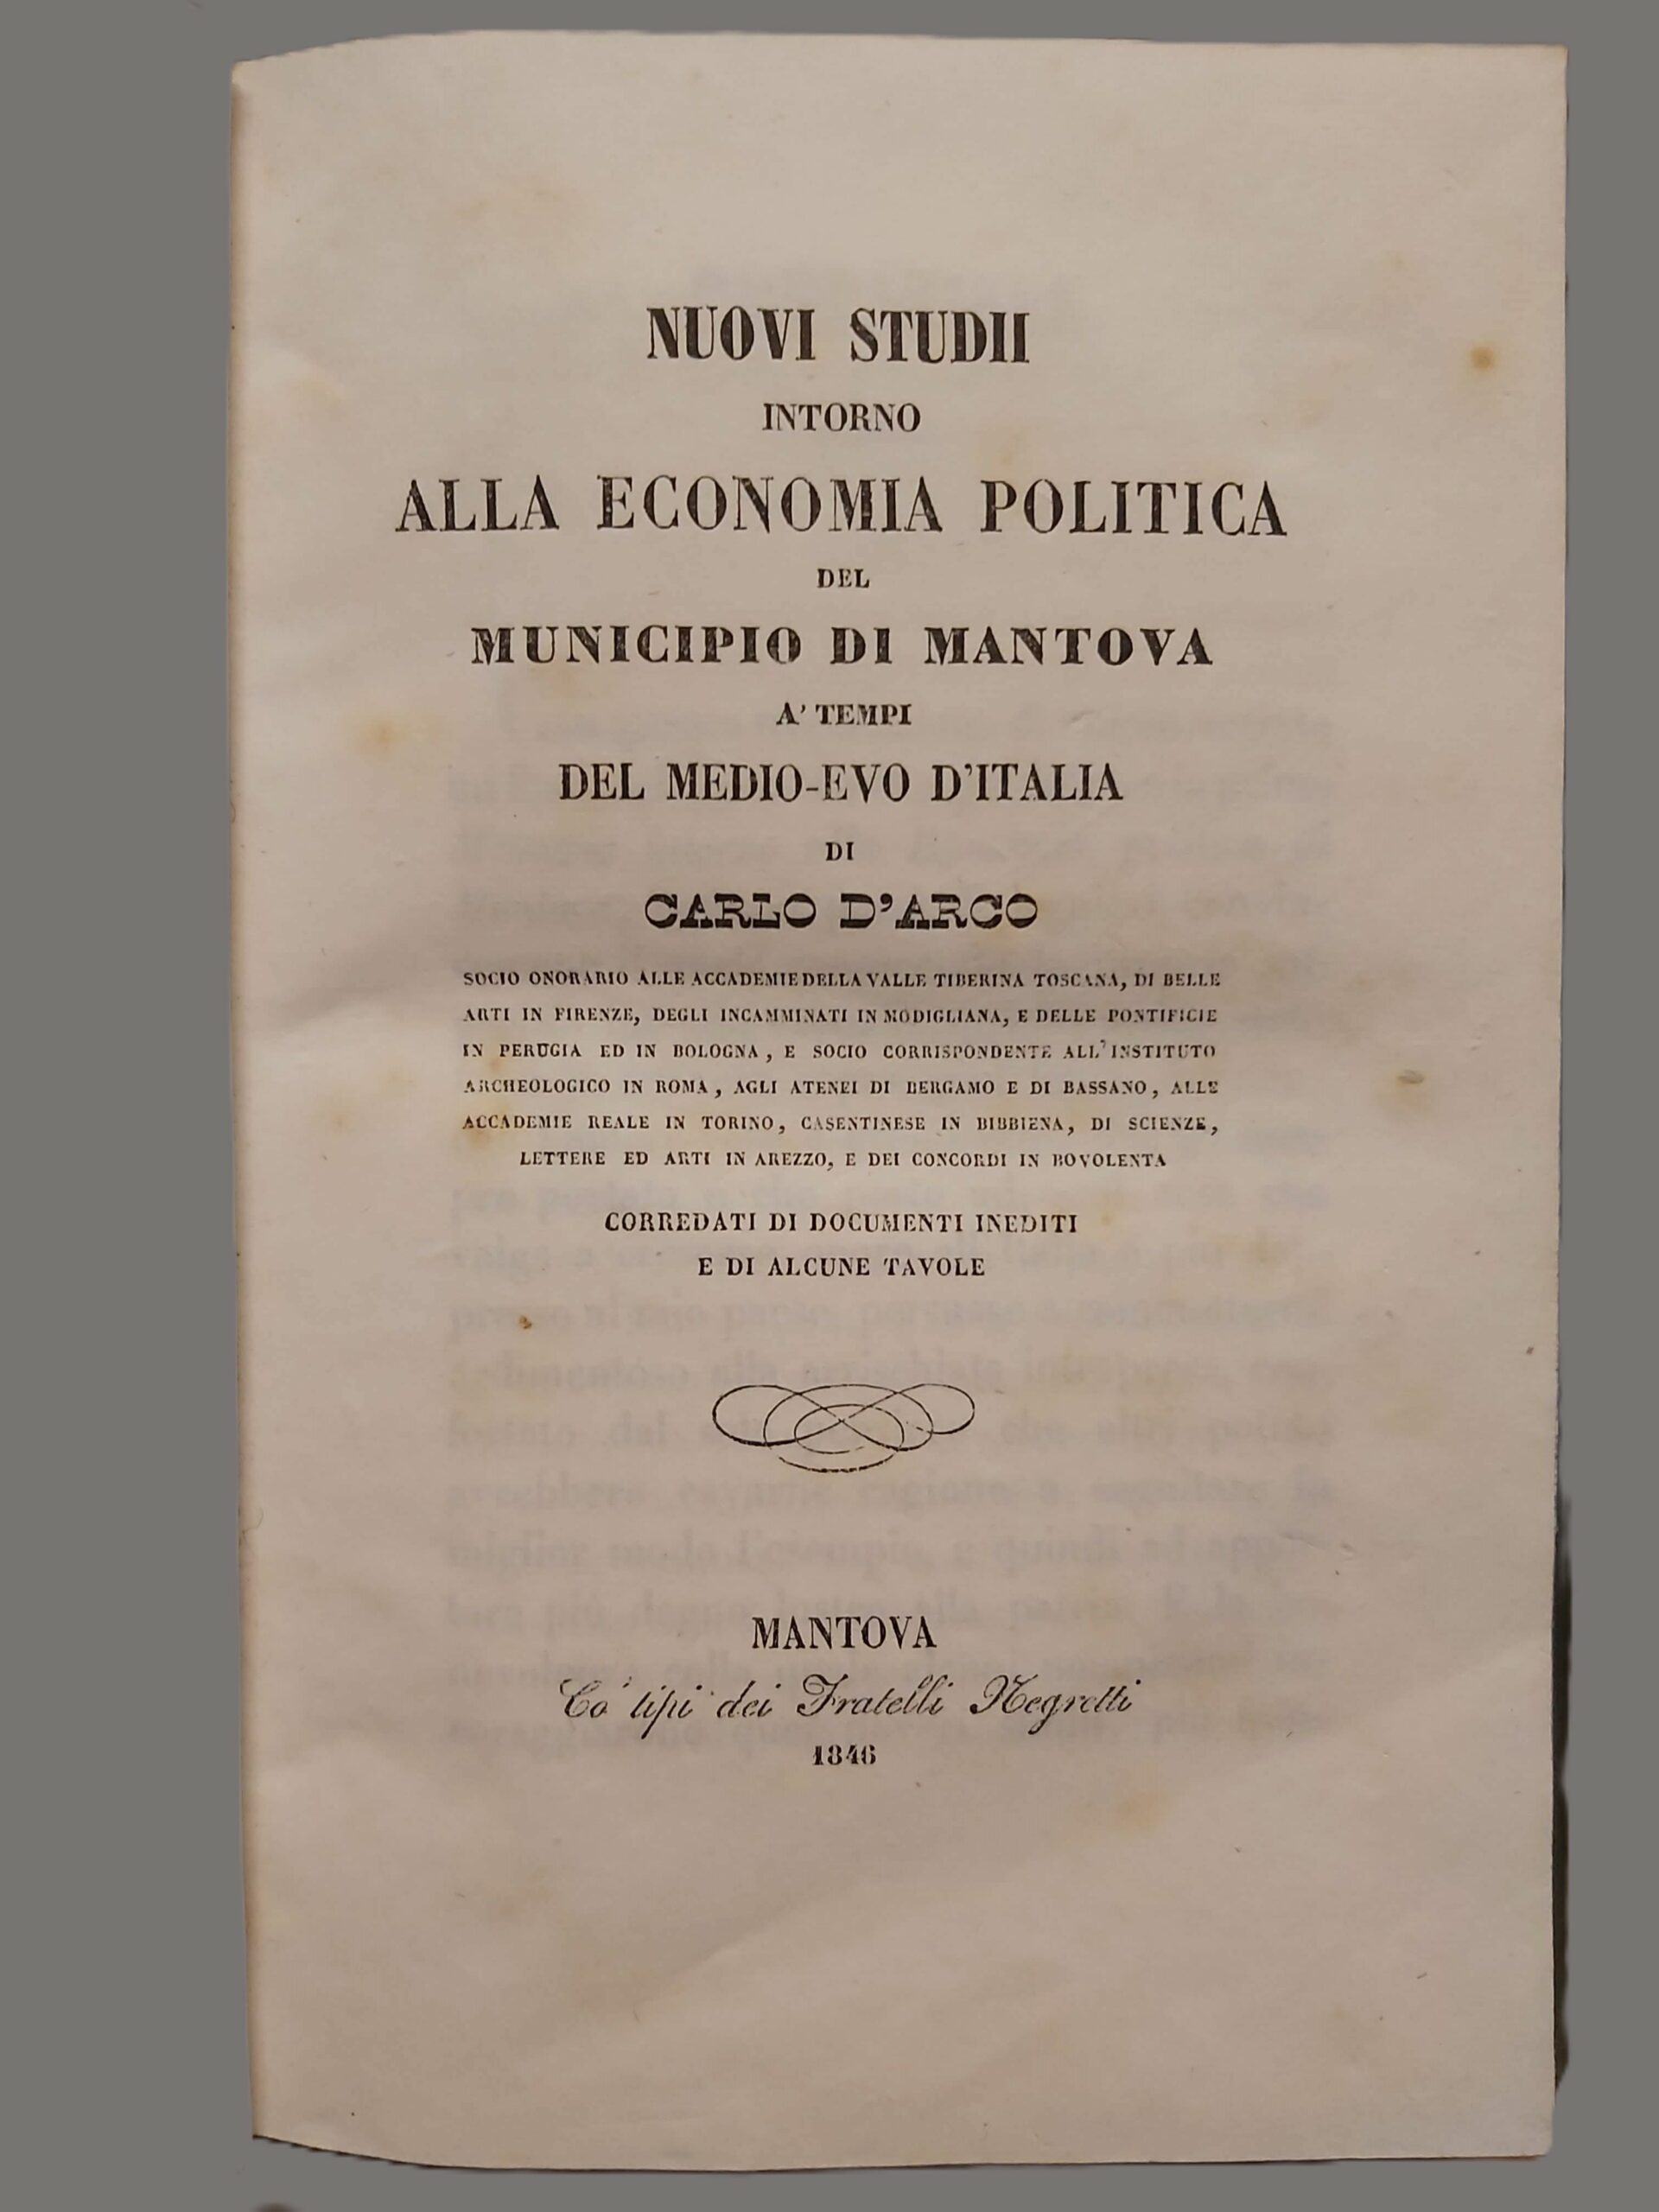 NUOVI STUDII
INTORNO
ALLA ECONOMIA POLITICA
DEL
MUNICIPIO DI MANTOVA
A' TEMPI
DEL MEDIO-EVO D'ITALIA
DI
CARLO D'ARCO
SOCIO ONORARIO ALLE ACCADEMIE DELLA VALLE TIBERINA TOSCANA, DI BELLE
ARTI IN FIRENZE, DEGLI INCAMMINATI IN MODIGLIANA, E DELLE PONTIFICIE
IN PERUGIA ED IN BOLOGNA, E SOCIO CORRISPONDENTE ALL'INSTITUTO
ARCHEOLOGICO IN ROMA, AGLI ATENEI DI BERGAMO E DI BASSANO, ALLE
ACCADEMIE REALE IN TORINO, CASENTINESE IN BIBBIENA, DI SCIENZE,
LETTERE ED ARTI IN AREZZO, E DEI CONCORDI IN BOVOLENTA
CORREDATI DI DOCUMENTI INEDITI
E DI ALCUNE TAVOLE
MANTOVA
Co' tipi dei Fratelli Negretti
1846